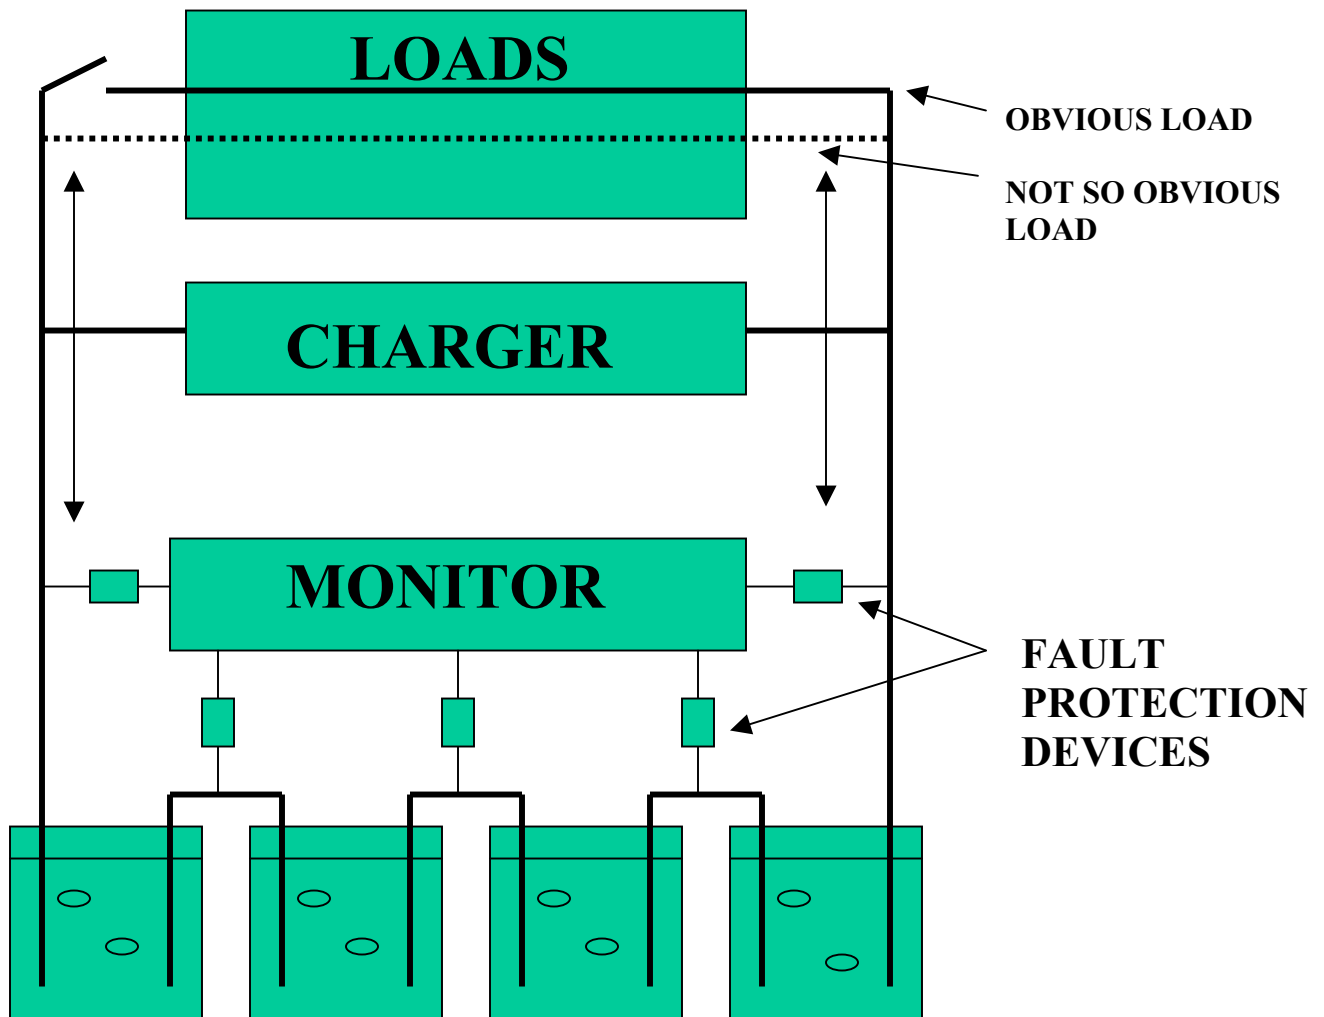 LOADS
OBVIOUS LOAD
NOT SO OBVIOUS
LOAD
CHARGER
MONITOR
FAULT
PROTECTION
DEVICES